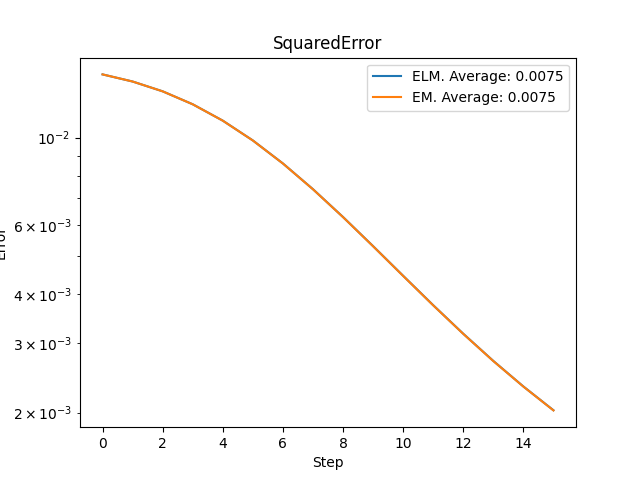 SquaredError
ELM. Average: 0.0075
EM. Average: 0.0075
Error
10⁻²
6 × 10⁻³
4 × 10⁻³
3 × 10⁻³
2 × 10⁻³
0 2 4 6 8 10 12 14
Step